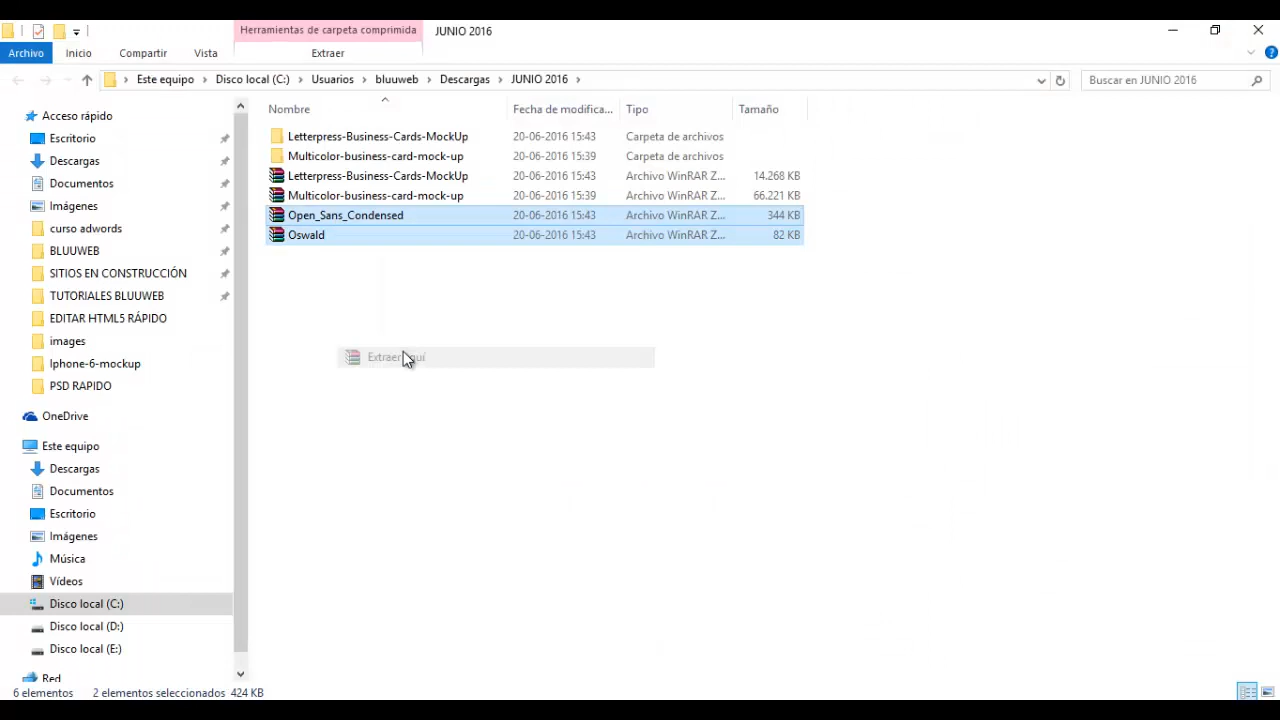 Herramientas de carpeta comprimida JUNIO 2016
Archivo Inicio Compartir Vista Extraer
Este equipo Disco local (C:) Usuarios bluuweb Descargas JUNIO 2016 Buscar en JUNIO 2016
Acceso rápido
Escritorio
Descargas
Documentos
Imágenes
curso adwords
BLUUWEB
SITIOS EN CONSTRUCCIÓN
TUTORIALES BLUUWEB
EDITAR HTML5 RÁPIDO
images
Iphone-6-mockup
PSD RAPIDO
OneDrive
Este equipo
Descargas
Documentos
Escritorio
Imágenes
Música
Vídeos
Disco local (C:)
Disco local (D:)
Disco local (E:)
Red
Nombre Fecha de modifica... Tipo Tamaño
Letterpress-Business-Cards-MockUp 20-06-2016 15:43 Carpeta de archivos
Multicolor-business-card-mock-up 20-06-2016 15:39 Carpeta de archivos
Letterpress-Business-Cards-MockUp 20-06-2016 15:43 Archivo WinRAR Z... 14.268 KB
Multicolor-business-card-mock-up 20-06-2016 15:39 Archivo WinRAR Z... 66.221 KB
Open_Sans_Condensed 20-06-2016 15:43 Archivo WinRAR Z... 344 KB
Oswald 20-06-2016 15:43 Archivo WinRAR Z... 82 KB
Extraer aquí
6 elementos 2 elementos seleccionados 424 KB